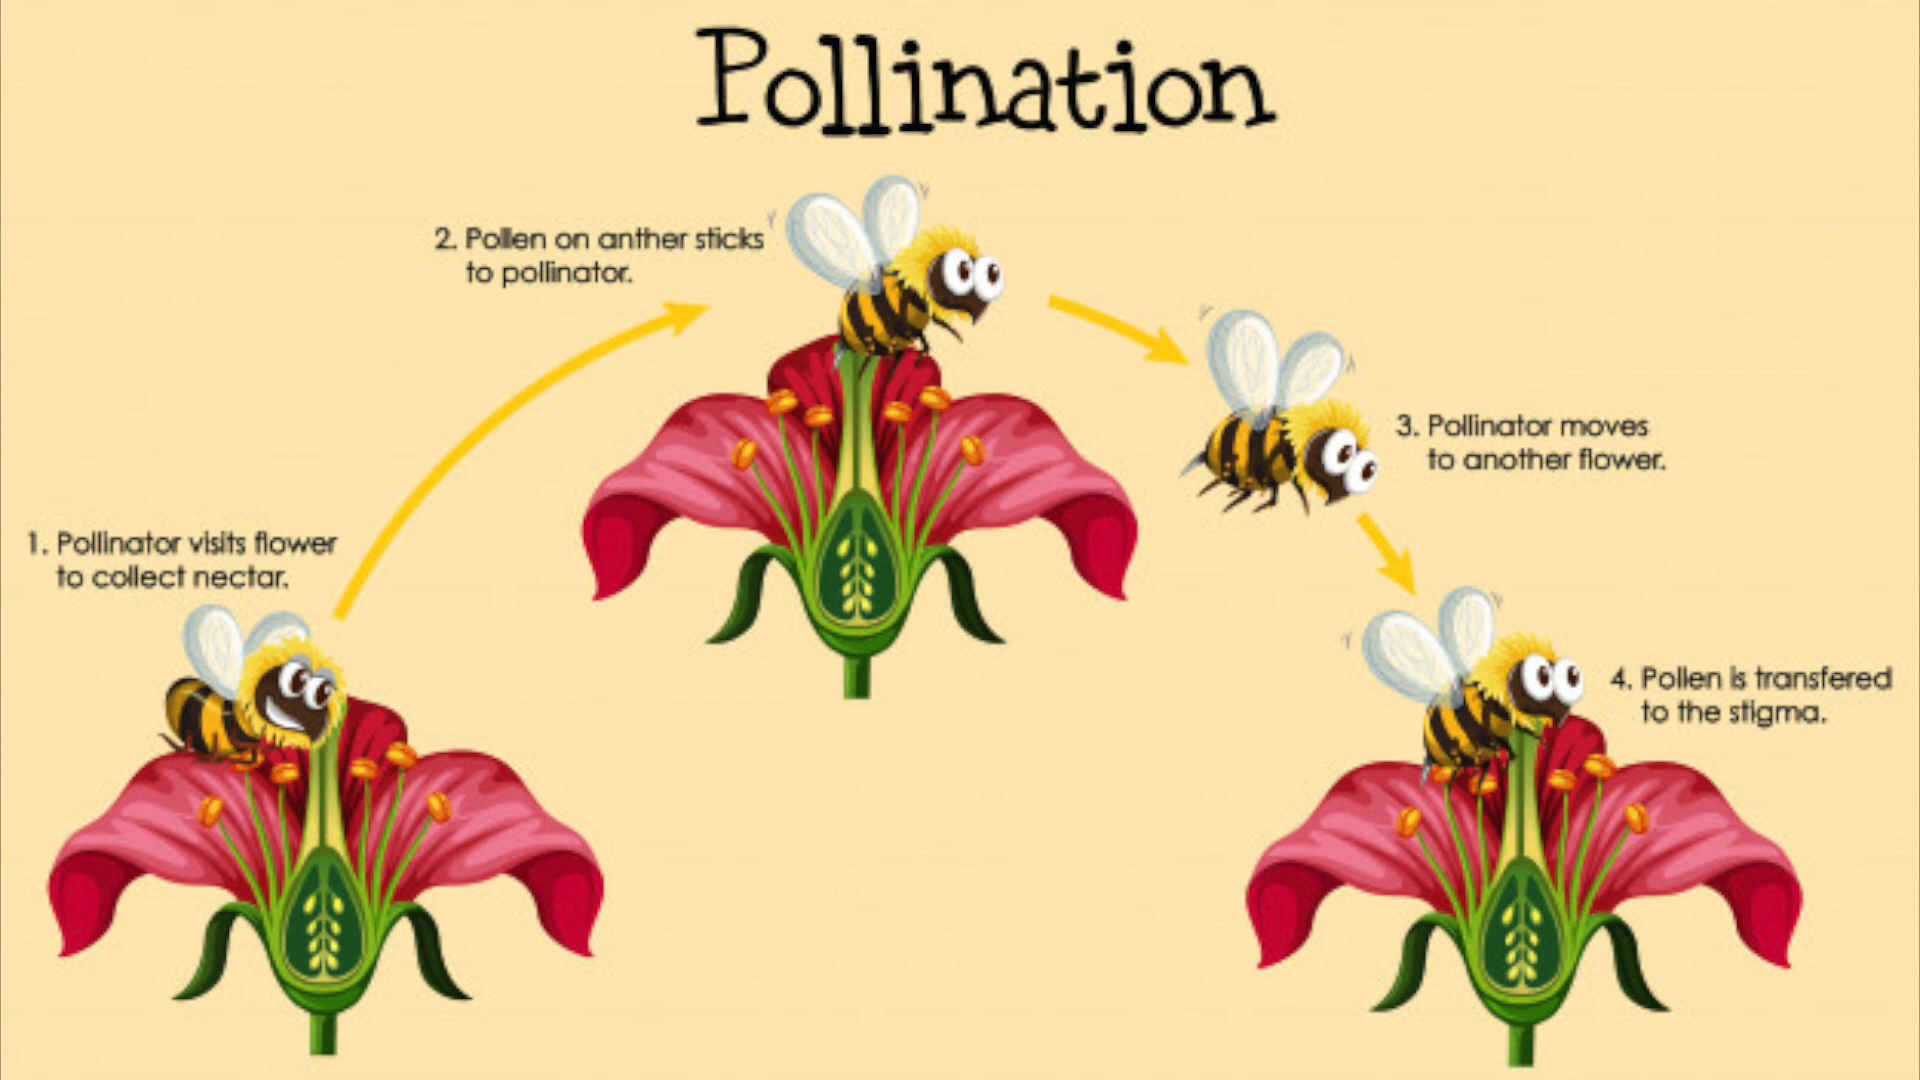 Pollination
1. Pollinator visits flower
to collect nectar.
2. Pollen on anther sticks
to pollinator.
3. Pollinator moves
to another flower.
4. Pollen is transfered
to the stigma.